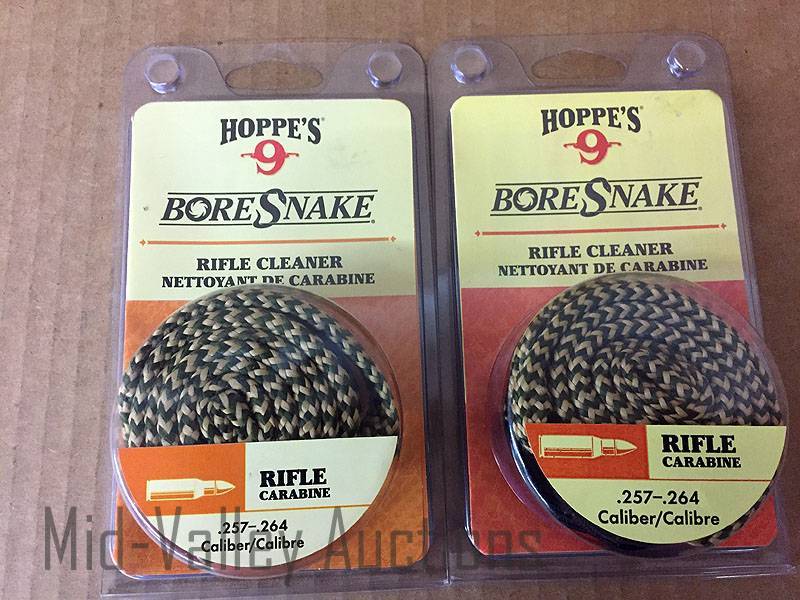 HOPPE'S
9
BORESNAKE
RIFLE CLEANER
NETTOYANT DE CARABINE
RIFLE
CARABINE
.257–.264
Caliber/Calibre
HOPPE'S
9
BORESNAKE
RIFLE CLEANER
NETTOYANT DE CARABINE
RIFLE
CARABINE
.257–.264
Caliber/Calibre
Mid-Valley Auctions